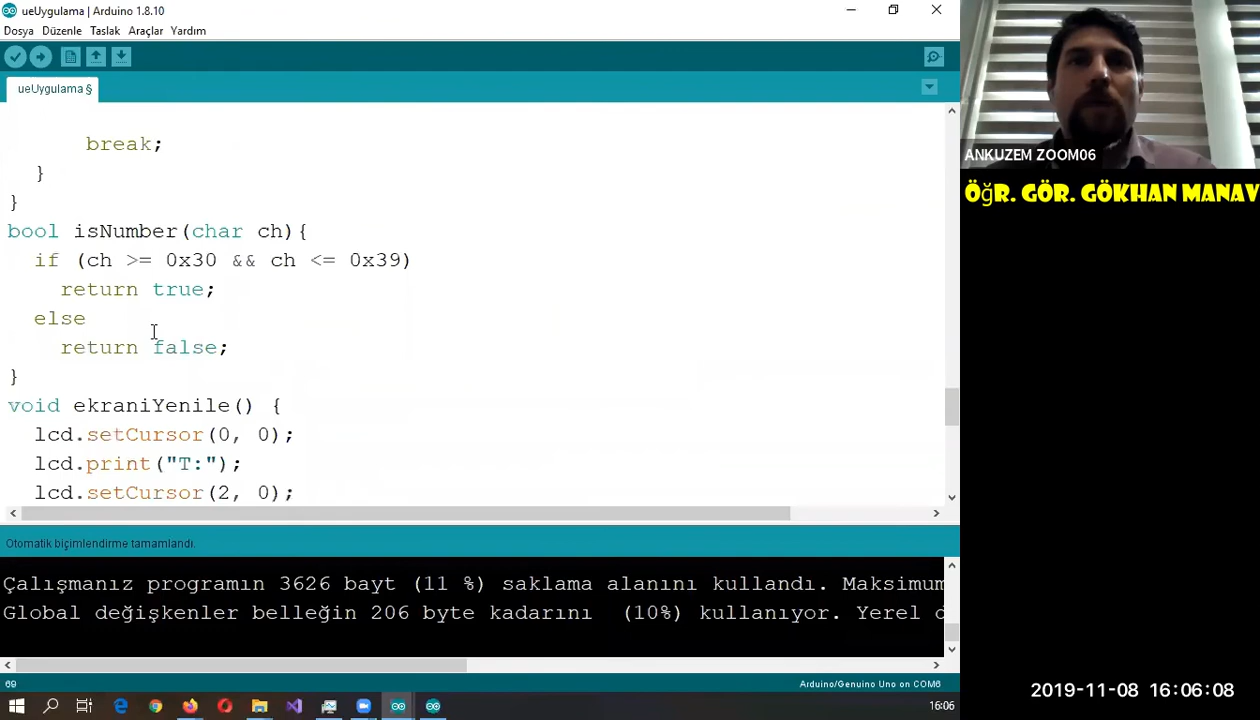 ueUygulama | Arduino 1.8.10
Dosya Düzenle Taslak Araçlar Yardım
ueUygulama §
break;
}
}
bool isNumber(char ch){
if (ch >= 0x30 && ch <= 0x39)
return true;
else
return false;
}
void ekraniYenile() {
lcd.setCursor(0, 0);
lcd.print("T:");
lcd.setCursor(2, 0);
Otomatik biçimlendirme tamamlandı.
Çalışmanız programın 3626 bayt (11 %) saklama alanını kullandı. Maksimum
Global değişkenler belleğin 206 byte kadarını (10%) kullanıyor. Yerel d
69
Arduino/Genuino Uno on COM6
16:06
ANKUZEM ZOOM06
ÖğR. GÖR. GÖKHAN MANAV
2019-11-08 16:06:08